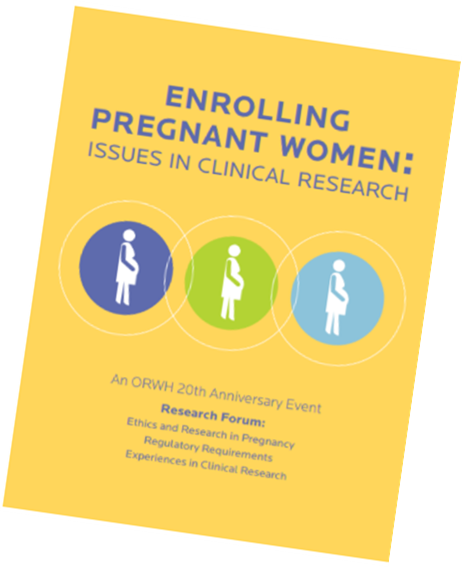 ENROLLING
PREGNANT WOMEN:
ISSUES IN CLINICAL RESEARCH
An ORWH 20th Anniversary Event
Research Forum:
Ethics and Research in Pregnancy
Regulatory Requirements
Experiences in Clinical Research